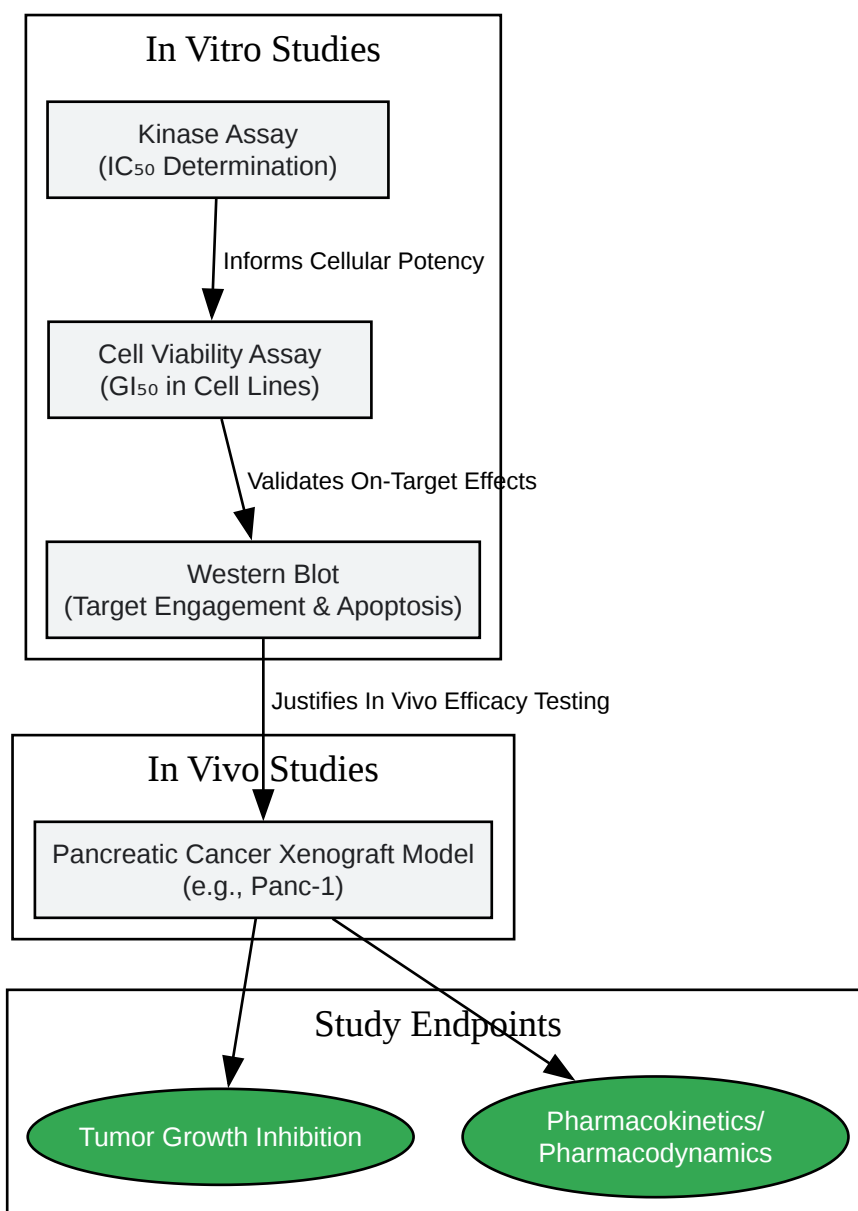 In Vitro Studies
Kinase Assay
(IC₅₀ Determination)
Informs Cellular Potency
Cell Viability Assay
(GI₅₀ in Cell Lines)
Validates On-Target Effects
Western Blot
(Target Engagement & Apoptosis)
Justifies In Vivo Efficacy Testing
In Vivo Studies
Pancreatic Cancer Xenograft Model
(e.g., Panc-1)
Study Endpoints
Tumor Growth Inhibition
Pharmacokinetics/
Pharmacodynamics